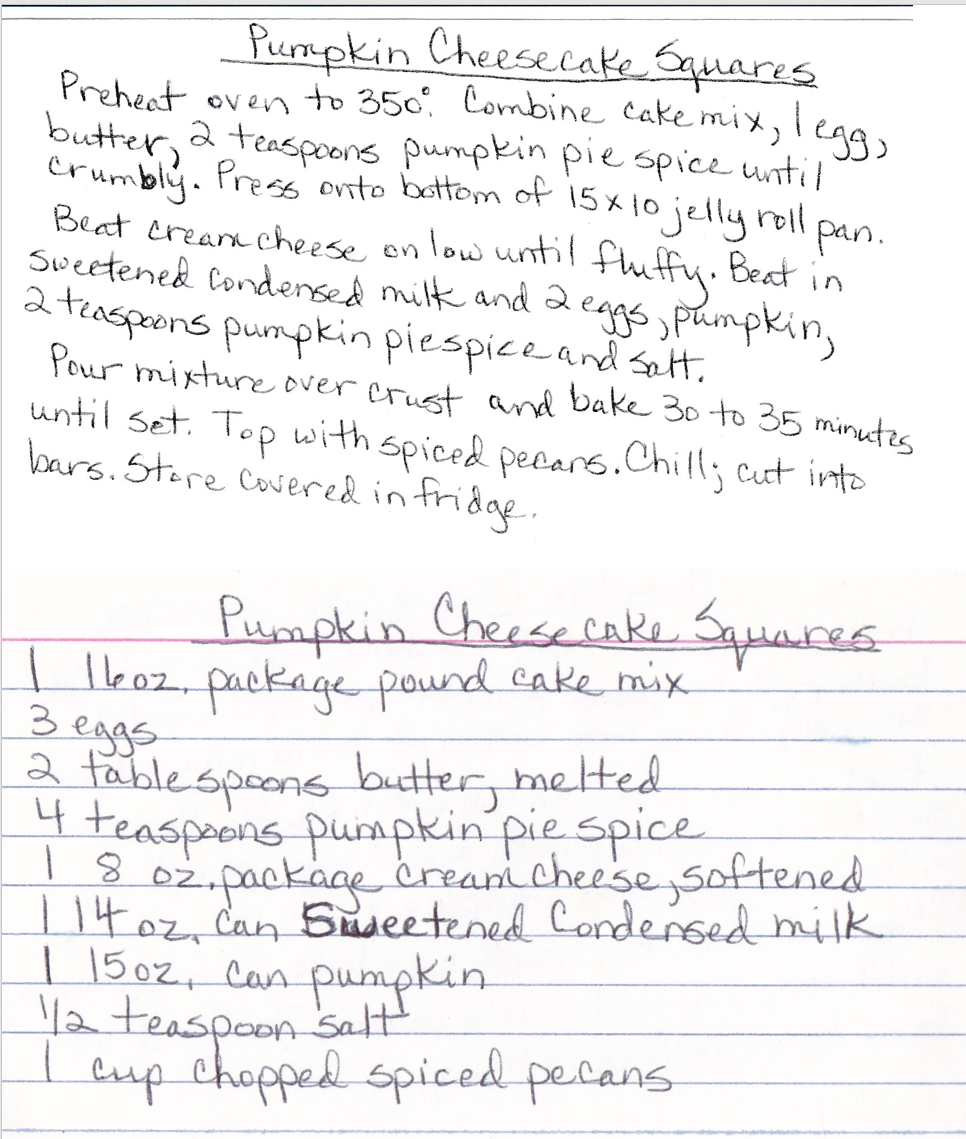 Pumpkin Cheesecake Squares
Preheat oven to 350°. Combine cake mix, 1 egg,
butter, 2 teaspoons pumpkin pie spice until
crumbly. Press onto bottom of 15x10 jelly roll pan.
Beat cream cheese on low until fluffy. Beat in
sweetened condensed milk and 2 eggs, pumpkin,
2 teaspoons pumpkin pie spice and salt.
Pour mixture over crust and bake 30 to 35 minutes
until set. Top with spiced pecans. Chill; cut into
bars. Store covered in fridge.
Pumpkin Cheesecake Squares
1 16 oz. package pound cake mix
3 eggs
2 tablespoons butter, melted
4 teaspoons pumpkin pie spice
1 8 oz. package cream cheese, softened
1 14 oz. can Sweetened Condensed milk
1 15 oz. can pumpkin
1/2 teaspoon salt
1 cup chopped spiced pecans